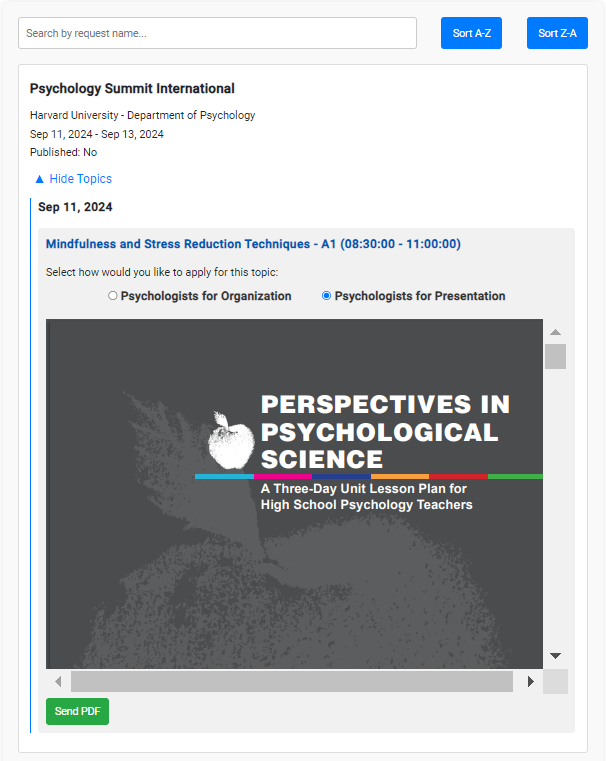 Search by request name...
Sort A-Z
Sort Z-A
Psychology Summit International
Harvard University - Department of Psychology
Sep 11, 2024 - Sep 13, 2024
Published: No
▲ Hide Topics
Sep 11, 2024
Mindfulness and Stress Reduction Techniques - A1 (08:30:00 - 11:00:00)
Select how would you like to apply for this topic:
Psychologists for Organization
Psychologists for Presentation
PERSPECTIVES IN
PSYCHOLOGICAL
SCIENCE
A Three-Day Unit Lesson Plan for
High School Psychology Teachers
Send PDF